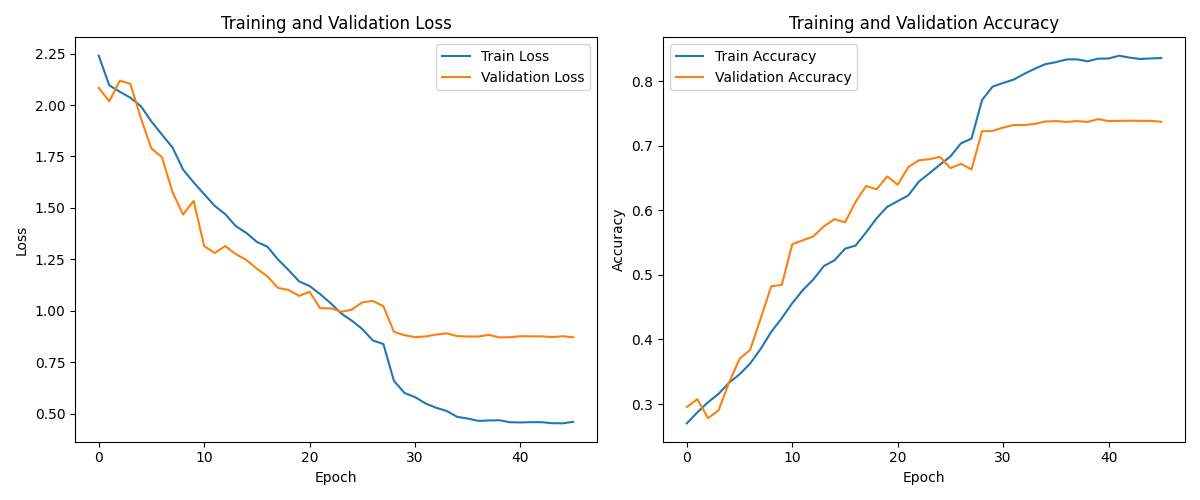 Training and Validation Loss
Train Loss
Validation Loss
2.25
2.00
1.75
1.50
1.25
1.00
0.75
0.50
Loss
0 10 20 30 40
Epoch
Training and Validation Accuracy
Train Accuracy
Validation Accuracy
0.8
0.7
0.6
0.5
0.4
0.3
Accuracy
0 10 20 30 40
Epoch